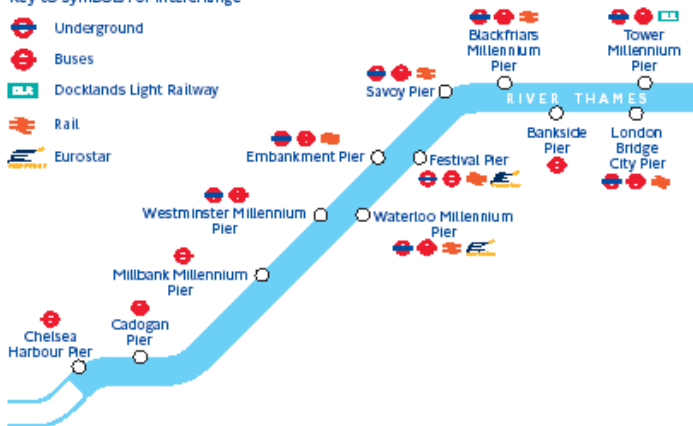 Key to symbols for interchange
Underground
Buses
DLR
Docklands Light Railway
Rail
Eurostar
Blackfriars
Millennium
Pier
Tower
Millennium
Pier
Savoy Pier
RIVER THAMES
Bankside
Pier
London
Bridge
City Pier
Embankment Pier
Festival Pier
Westminster Millennium
Pier
Waterloo Millennium
Pier
Millbank Millennium
Pier
Cadogan
Pier
Chelsea
Harbour Pier